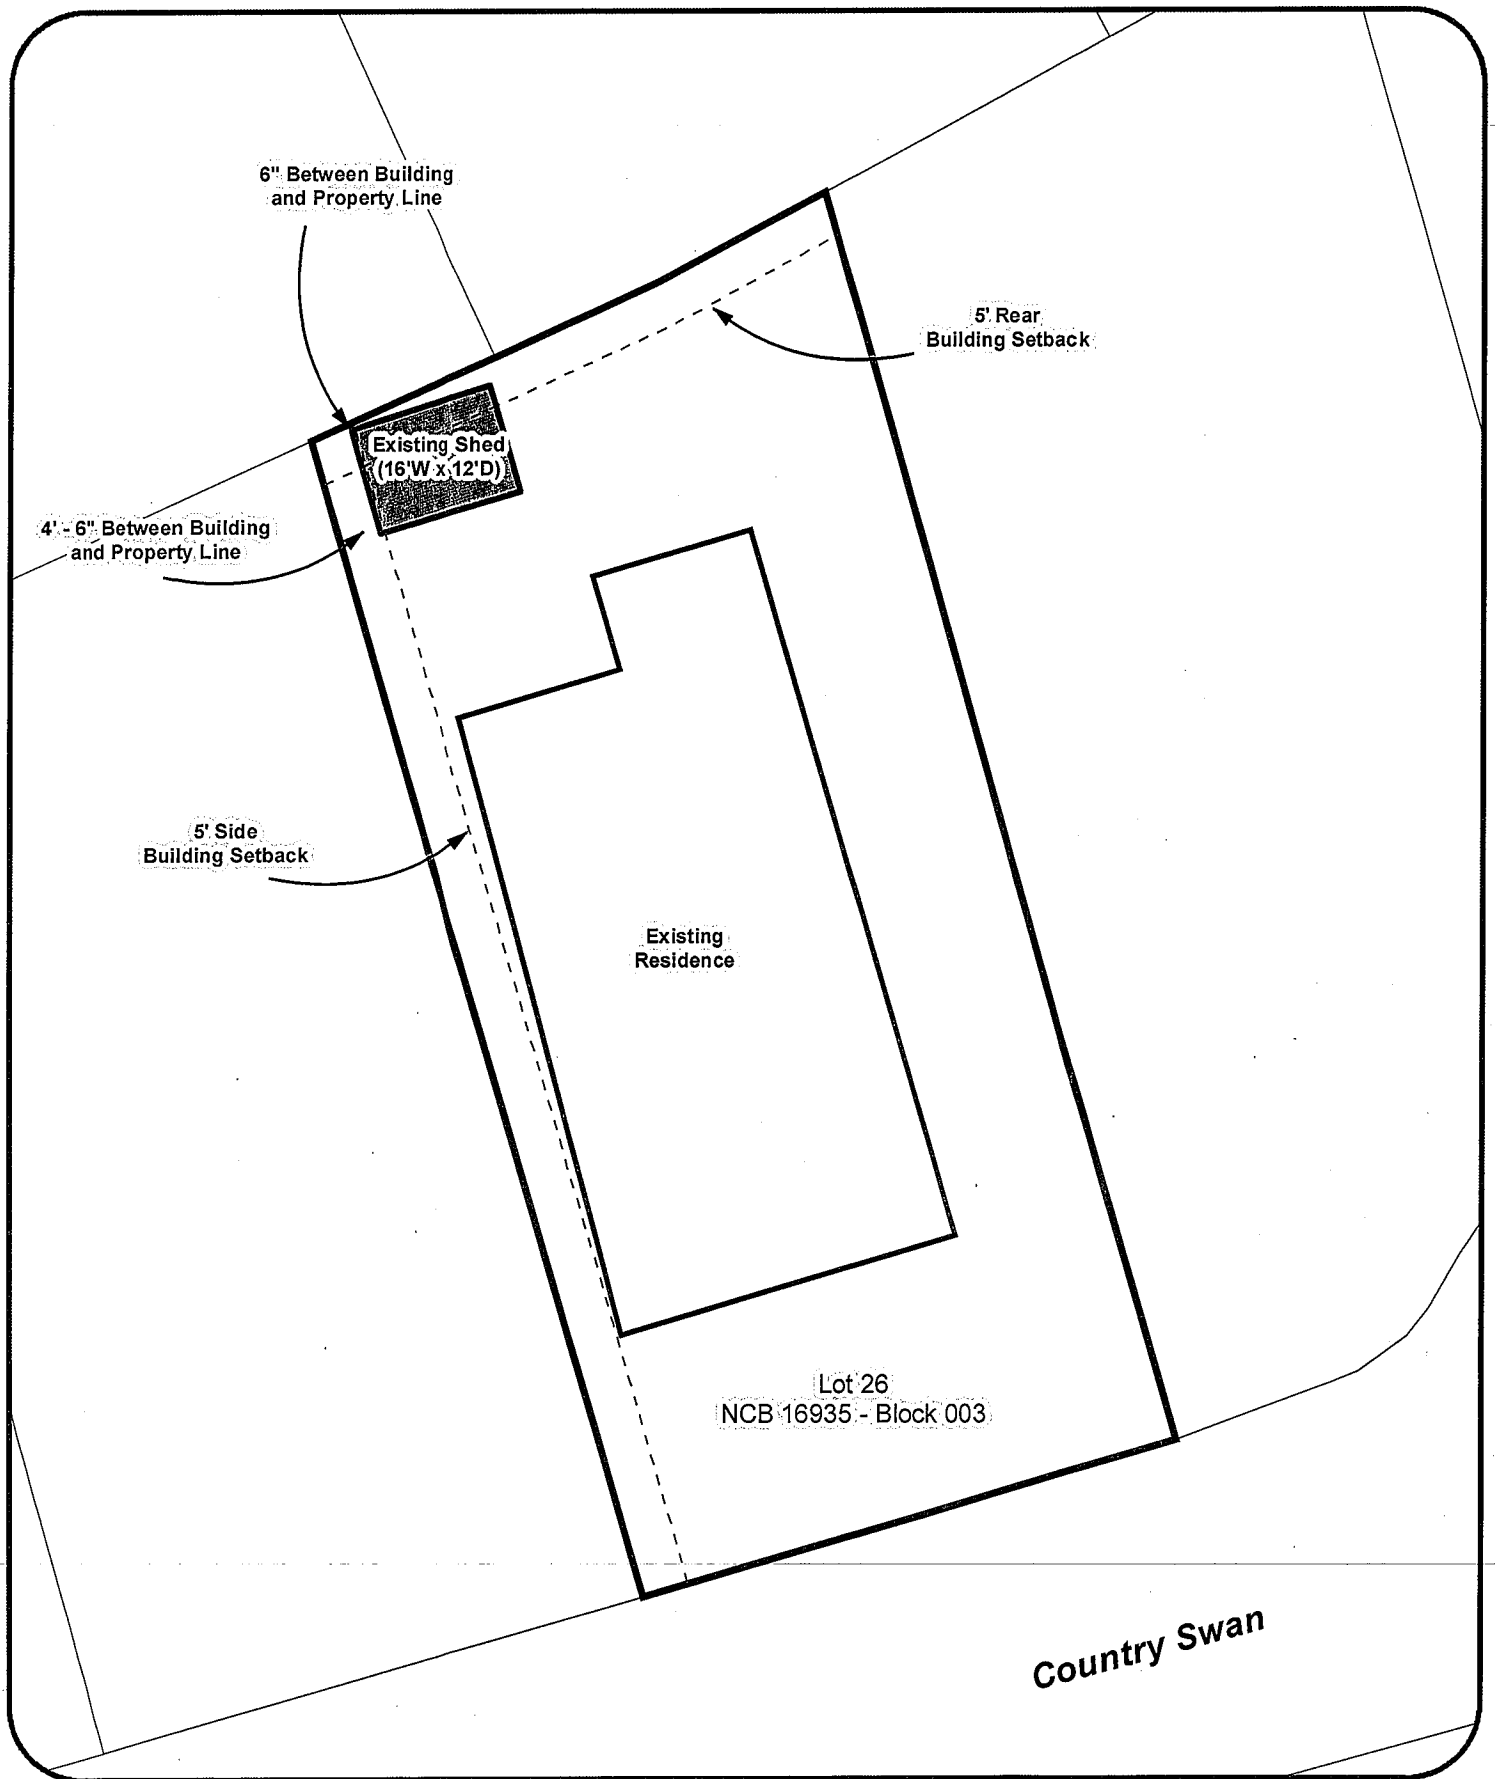 6" Between Building
and Property Line
5' Rear
Building Setback
Existing Shed
(16'W x 12'D)
4' - 6" Between Building
and Property Line
5' Side
Building Setback
Existing
Residence
Lot 26
NCB 16935 - Block 003
Country Swan